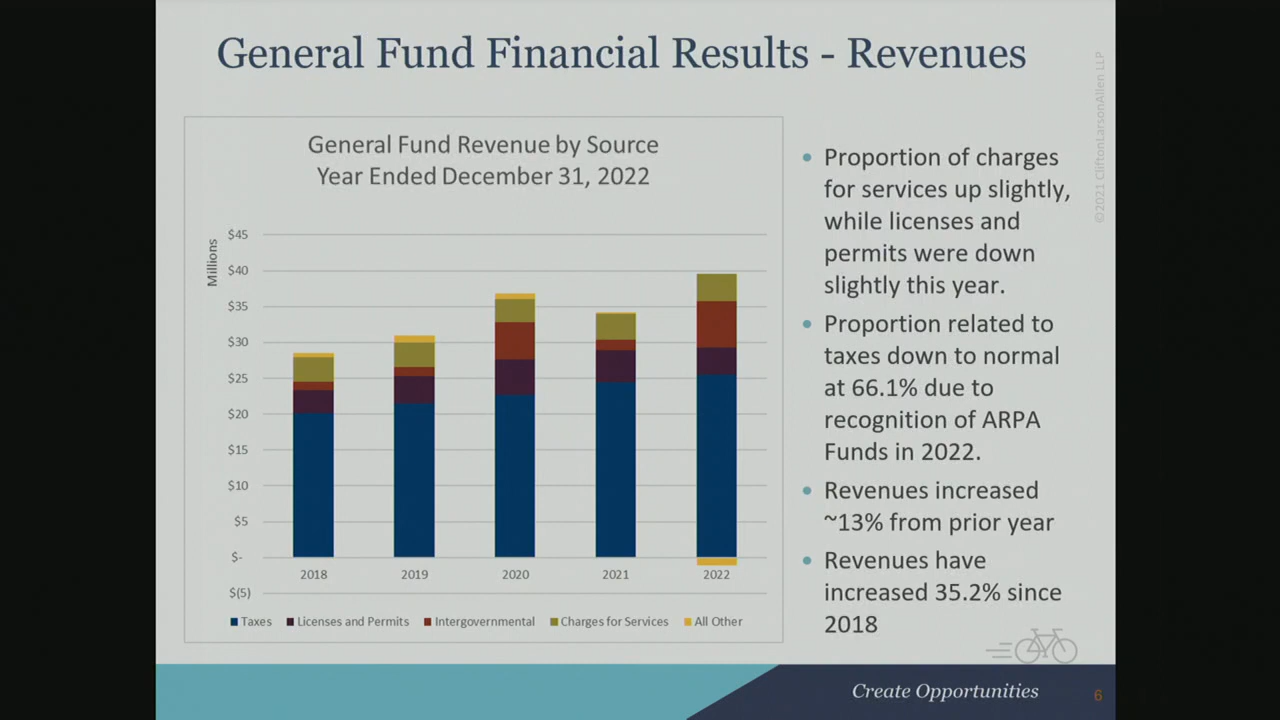 General Fund Financial Results - Revenues
©2021 CliftonLarsonAllen LLP
General Fund Revenue by Source
Year Ended December 31, 2022
Millions
$45
$40
$35
$30
$25
$20
$15
$10
$5
$-
$(5)
2018 2019 2020 2021 2022
Taxes Licenses and Permits Intergovernmental Charges for Services All Other
• Proportion of charges
for services up slightly,
while licenses and
permits were down
slightly this year.
• Proportion related to
taxes down to normal
at 66.1% due to
recognition of ARPA
Funds in 2022.
• Revenues increased
~13% from prior year
• Revenues have
increased 35.2% since
2018
Create Opportunities
6